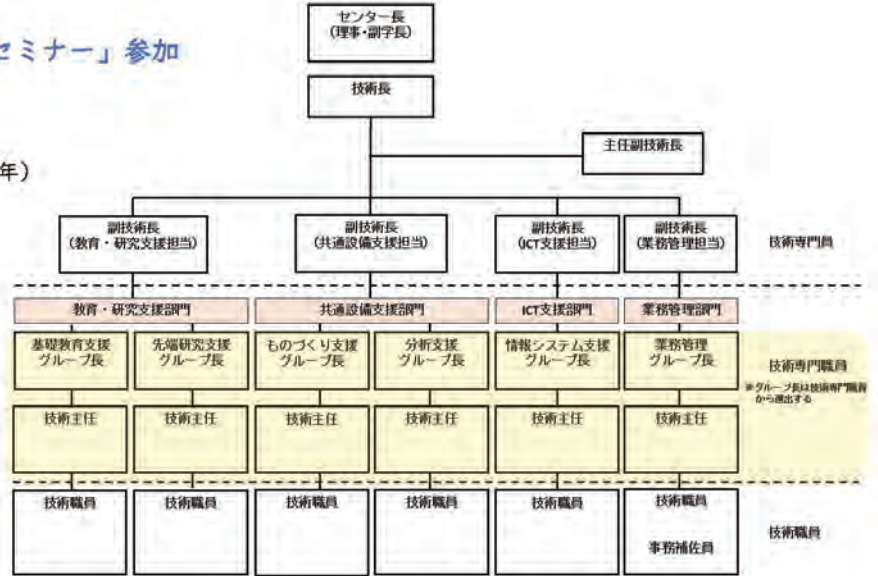 センター長
(理事・副学長)
セミナー」参加
技術長
主任副技術長
年)
副技術長
(教育・研究支援担当)
副技術長
(共通設備支援担当)
副技術長
(ICT支援担当)
副技術長
(業務管理担当)
技術専門員
教育・研究支援部門
共通設備支援部門
ICT支援部門
業務管理部門
基礎教育支援
グループ長
先端研究支援
グループ長
ものづくり支援
グループ長
分析支援
グループ長
情報システム支援
グループ長
業務管理
グループ長
技術専門職員
※グループ長は技術専門職員
から選出する
技術主任
技術主任
技術主任
技術主任
技術主任
技術主任
技術職員
技術職員
技術職員
技術職員
技術職員
技術職員
事務補佐員
技術職員